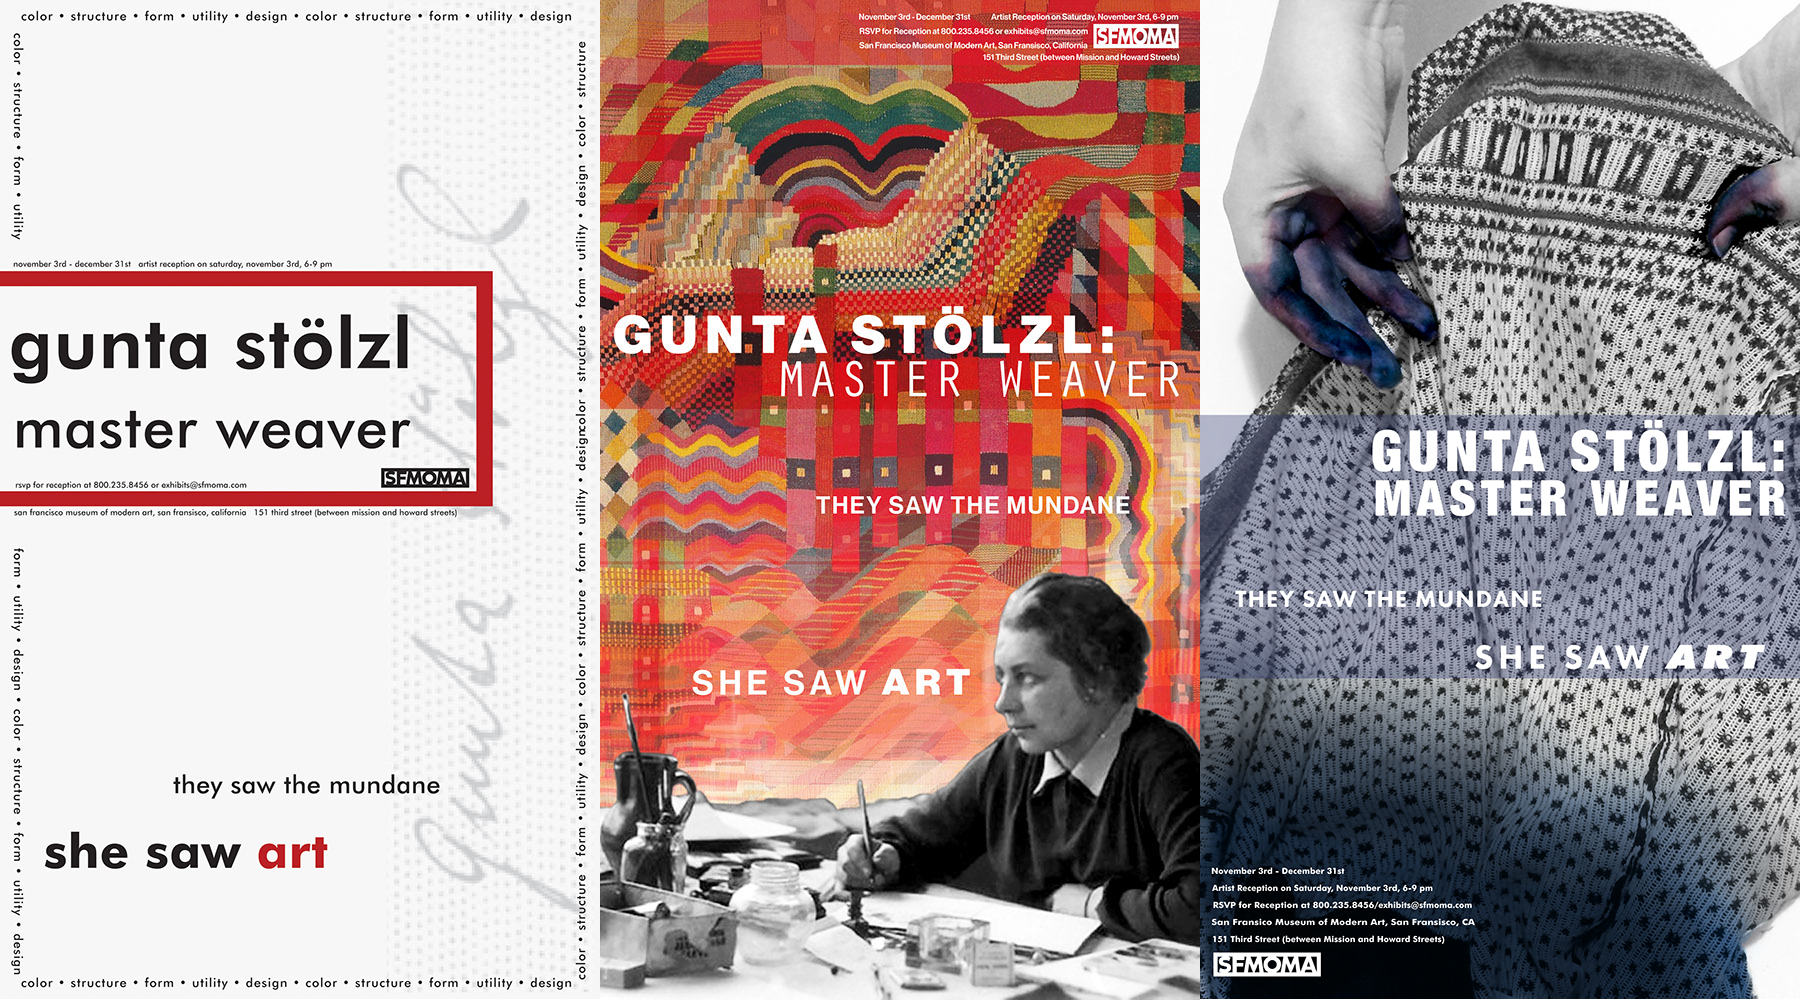 color • structure • form • utility • design • color • structure • form • utility • design
color • structure • form • utility
november 3rd - december 31st   artist reception on saturday, november 3rd, 6-9 pm
gunta stölzl
master weaver
SFMOMA
rsvp for reception at 800.235.8456 or exhibits@sfmoma.com
san francisco museum of modern art, san fransisco, california   151 third street (between mission and howard streets)
form • utility • design • color • structure • form • utility • design
gunta stölzl
they saw the mundane
she saw art
color • structure • form • utility • design • color • structure • form • utility • designcolor • structure • form • utility • design • color • structure
color • structure • form • utility • design • color • structure • form • utility • design
November 3rd - December 31st   Artist Reception on Saturday, November 3rd, 6-9 pm
RSVP for Reception at 800.235.8456 or exhibits@sfmoma.com
SFMOMA
San Francisco Museum of Modern Art, San Fransisco, California
151 Third Street (between Mission and Howard Streets)
GUNTA STÖLZL:
MASTER WEAVER
THEY SAW THE MUNDANE
SHE SAW ART
GUNTA STÖLZL:
MASTER WEAVER
THEY SAW THE MUNDANE
SHE SAW ART
November 3rd - December 31st
Artist Reception on Saturday, November 3rd, 6-9 pm
RSVP for Reception at 800.235.8456/exhibits@sfmoma.com
San Fransico Museum of Modern Art, San Fransisco, CA
151 Third Street (between Mission and Howard Streets)
SFMOMA